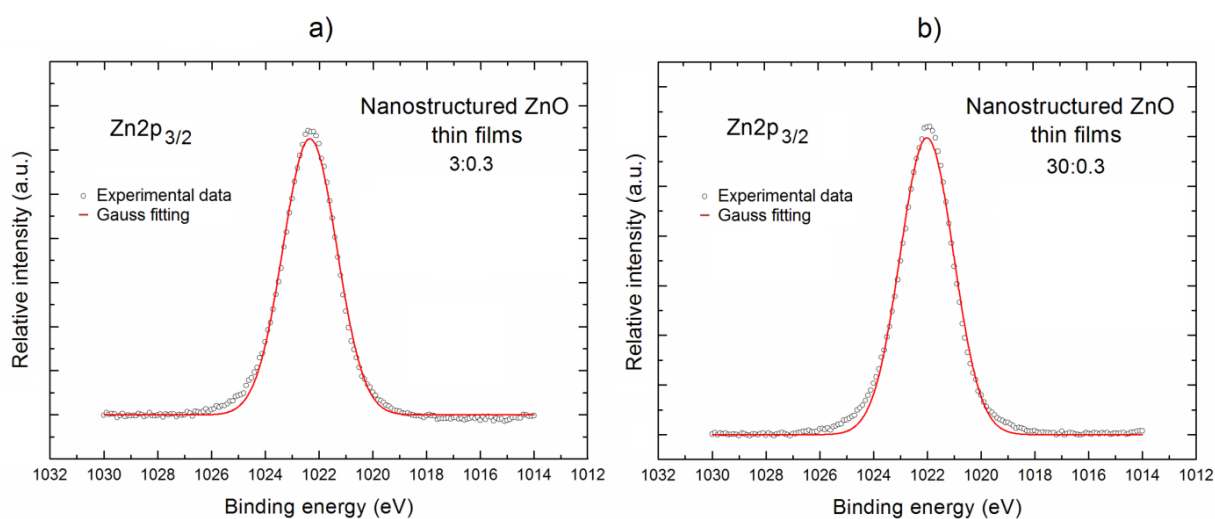 a)
Zn2p3/2
Nanostructured ZnO
thin films
3:0.3
Experimental data
Gauss fitting
Relative intensity (a.u.)
1032 1030 1028 1026 1024 1022 1020 1018 1016 1014 1012
Binding energy (eV)
b)
Zn2p3/2
Nanostructured ZnO
thin films
30:0.3
Experimental data
Gauss fitting
Relative intensity (a.u.)
1032 1030 1028 1026 1024 1022 1020 1018 1016 1014 1012
Binding energy (eV)